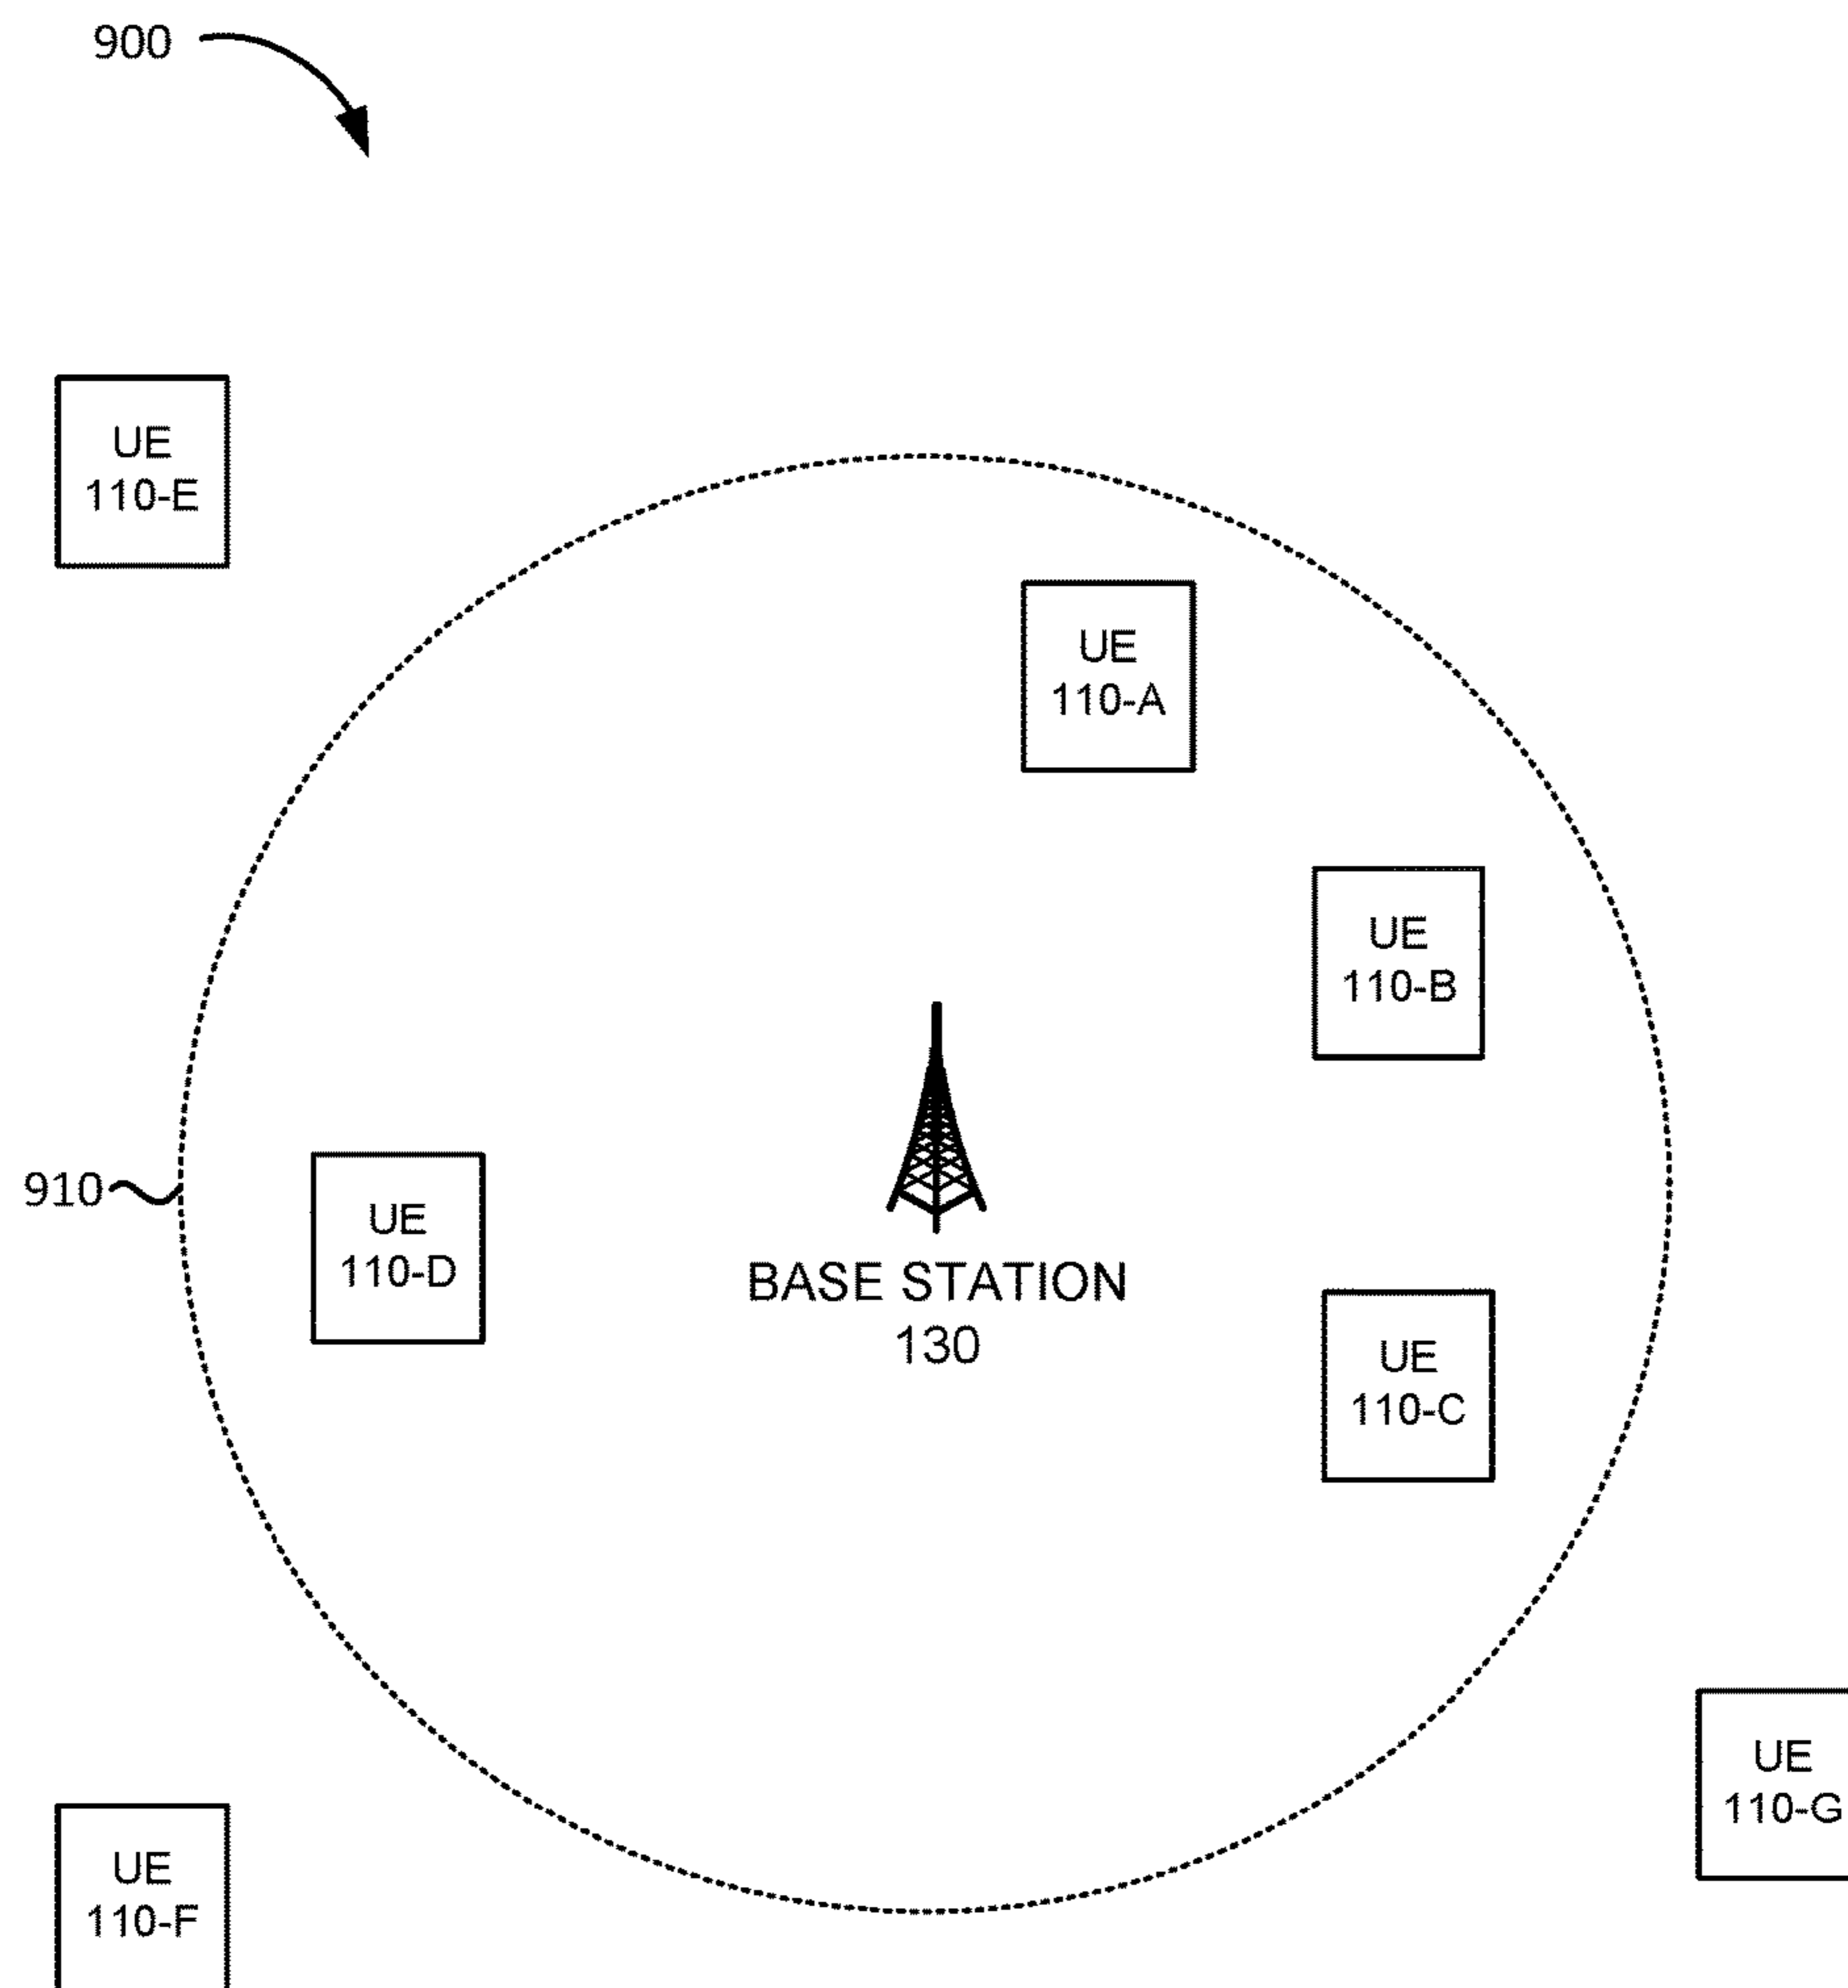 900
UE
110-E
UE
110-A
UE
110-B
910
UE
110-D
BASE STATION
130
UE
110-C
UE
110-G
UE
110-F